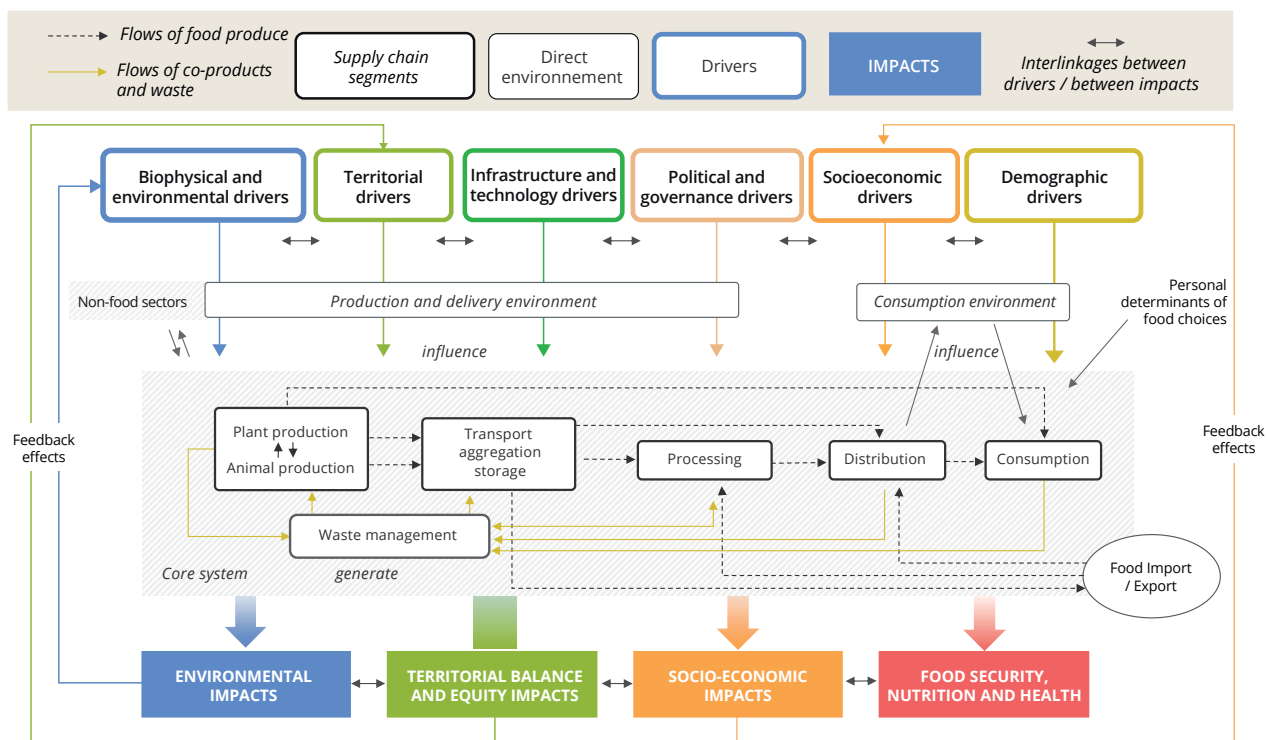 Flows of food produce
Flows of co-products
and waste
Supply chain
segments
Direct
environnement
Drivers
IMPACTS
Interlinkages between
drivers / between impacts
Biophysical and
environmental drivers
Territorial
drivers
Infrastructure and
technology drivers
Political and
governance drivers
Socioeconomic
drivers
Demographic
drivers
Non-food sectors
Production and delivery environment
Consumption environment
Personal
determinants of
food choices
influence
influence
Feedback
effects
Plant production
Animal production
Transport
aggregation
storage
Processing
Distribution
Consumption
Feedback
effects
Waste management
Core system
generate
Food Import
/ Export
ENVIRONMENTAL
IMPACTS
TERRITORIAL BALANCE
AND EQUITY IMPACTS
SOCIO-ECONOMIC
IMPACTS
FOOD SECURITY,
NUTRITION AND HEALTH